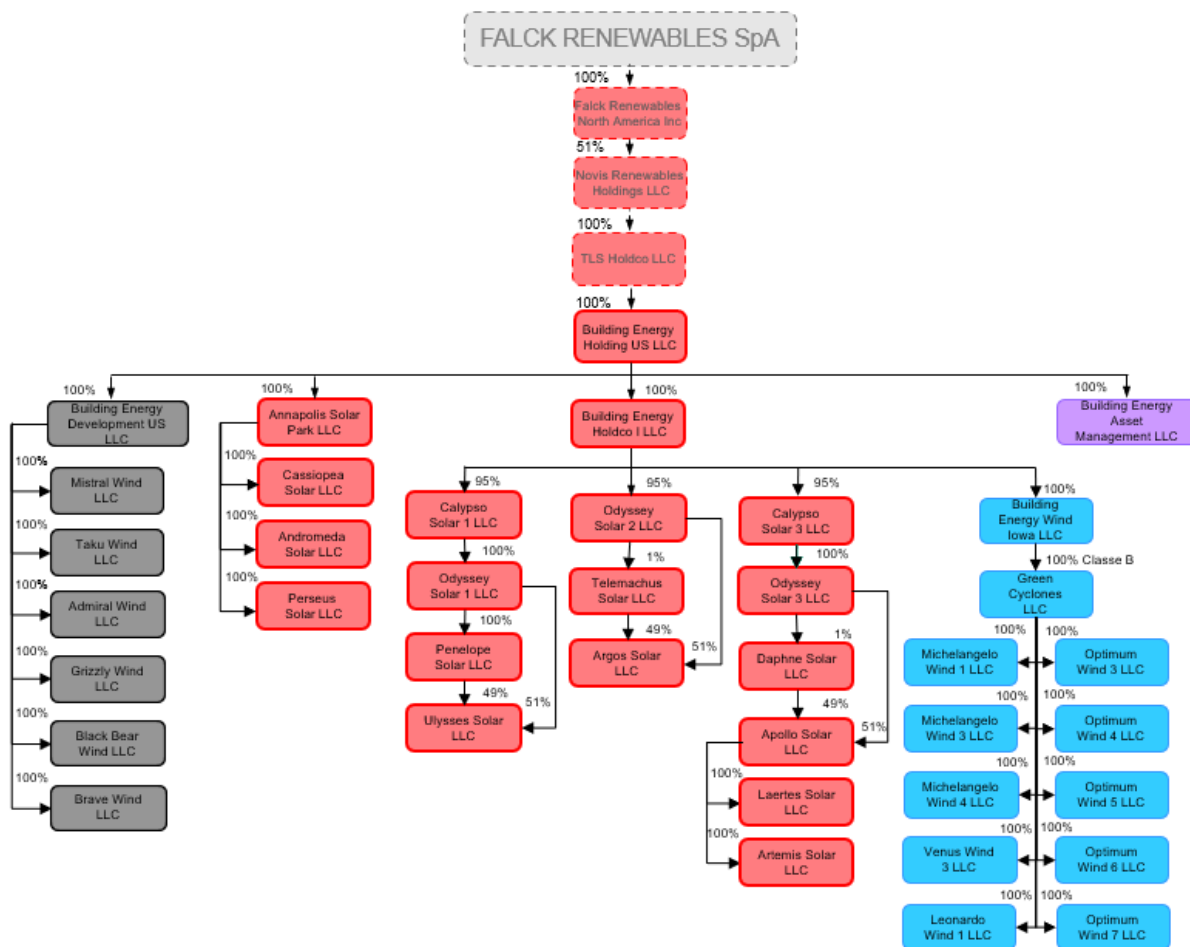 FALCK RENEWABLES SpA
100%
Falck Renewables
North America Inc
51%
Novis Renewables
Holdings LLC
100%
TLS Holdco LLC
100%
Building Energy
Holding US LLC
100%
100%
100%
100%
Building Energy
Development US
LLC
Annapolis Solar
Park LLC
Building Energy
Holdco I LLC
Building Energy
Asset
Management LLC
100%
Mistral Wind
LLC
100%
Taku Wind
LLC
100%
Admiral Wind
LLC
100%
Grizzly Wind
LLC
100%
Black Bear
Wind LLC
100%
Brave Wind
LLC
100%
Cassiopea
Solar LLC
100%
Andromeda
Solar LLC
100%
Perseus
Solar LLC
95%
Calypso
Solar 1 LLC
100%
Odyssey
Solar 1 LLC
100%
Penelope
Solar LLC
49%
51%
Ulysses Solar
LLC
95%
Odyssey
Solar 2 LLC
1%
Telemachus
Solar LLC
49%
51%
Argos Solar
LLC
95%
Calypso
Solar 3 LLC
100%
Odyssey
Solar 3 LLC
1%
Daphne Solar
LLC
49%
51%
Apollo Solar
LLC
100%
Laertes Solar
LLC
100%
Artemis Solar
LLC
100%
Building
Energy Wind
Iowa LLC
100% Classe B
Green
Cyclones
LLC
100%
100%
Michelangelo
Wind 1 LLC
Optimum
Wind 3 LLC
100%
100%
Michelangelo
Wind 3 LLC
Optimum
Wind 4 LLC
100%
100%
Michelangelo
Wind 4 LLC
Optimum
Wind 5 LLC
100%
100%
Venus Wind
3 LLC
Optimum
Wind 6 LLC
100%
100%
Leonardo
Wind 1 LLC
Optimum
Wind 7 LLC